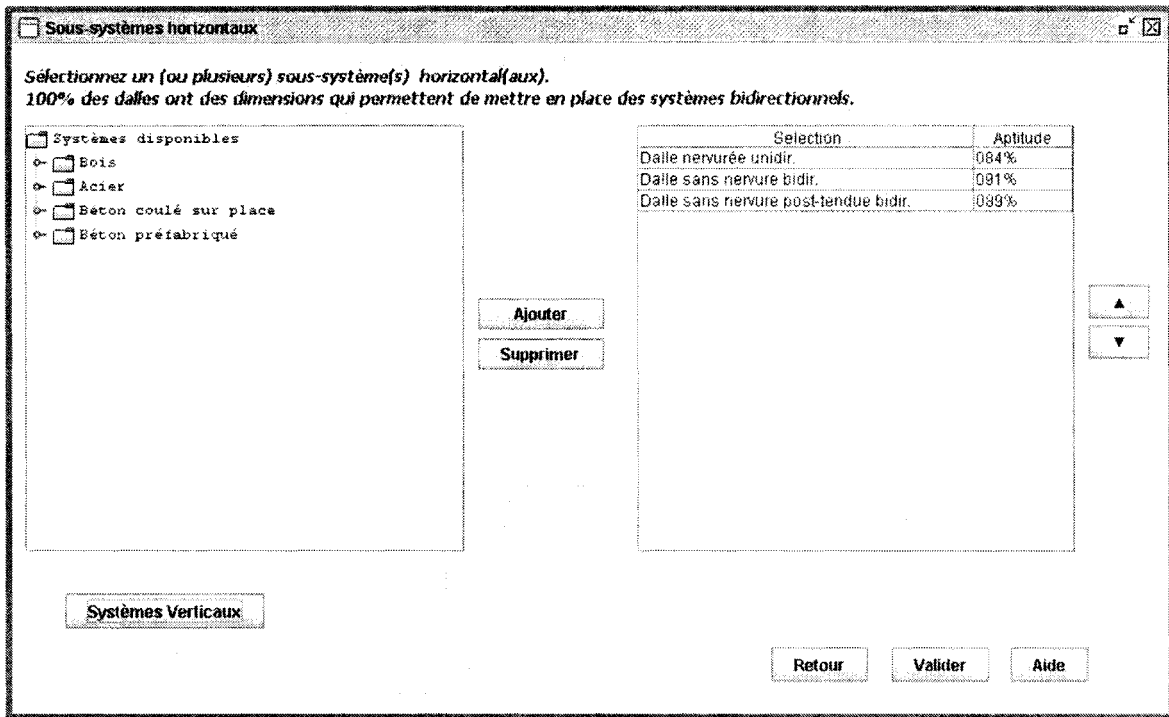 Sous-systèmes horizontaux
Sélectionnez un (ou plusieurs) sous-système(s) horizontal(aux).
100% des dalles ont des dimensions qui permettent de mettre en place des systèmes bidirectionnels.
Systèmes disponibles
Bois
Acier
Béton coulé sur place
Béton préfabriqué
Ajouter
Supprimer
Selection Aptitude
Dalle nervurée unidir. 084%
Dalle sans nervure bidir. 091%
Dalle sans nervure post-tendue bidir. 089%
Systèmes Verticaux
Retour Valider Aide